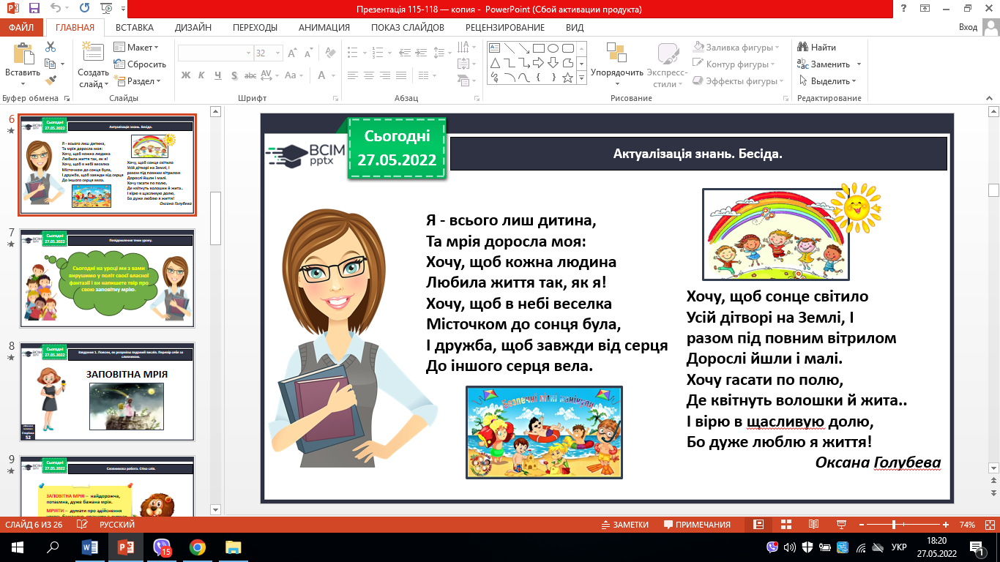 Презентація 115-118 — копия - PowerPoint (Сбой активации продукта)
ФАЙЛ ГЛАВНАЯ ВСТАВКА ДИЗАЙН ПЕРЕХОДЫ АНИМАЦИЯ ПОКАЗ СЛАЙДОВ РЕЦЕНЗИРОВАНИЕ ВИД Вход
Вставить
Буфер обмена
Создать слайд
Макет
Сбросить
Раздел
Слайды
32
Ж К Ч S abc AV Aa А
Шрифт
Абзац
Упорядочить
Экспресс-стили
Заливка фигуры
Контур фигуры
Эффекты фигуры
Рисование
Найти
Заменить
Выделить
Редактирование
6
Сьогодні
27.05.2022
Актуалізація знань. Бесіда.
ВСІМ
pptx
Я - всього лиш дитина,
Та мрія доросла моя:
Хочу, щоб кожна людина
Любила життя так, як я!
Хочу, щоб в небі веселка
Місточком до сонця була,
І дружба, щоб завжди від серця
До іншого серця вела.
Хочу, щоб сонце світило
Усій дітворі на Землі, І
разом під повним вітрилом
Дорослі йшли і малі.
Хочу гасати по полю,
Де квітнуть волошки й жита..
І вірю в щасливую долю,
Бо дуже люблю я життя!
Оксана Голубева
7
Сьогодні
27.05.2022
Повідомлення теми уроку.
Сьогодні на уроці ми з вами
вирушимо у політ своєї власної
фантазії і ви напишете твір про
свою заповітну мрію.
8
Сьогодні
27.05.2022
Завдання 1. Поясни, як розумієш поданий вислів. Перевір себе за
словником.
ЗАПОВІТНА МРІЯ
Сторінка
52
9
Сьогодні
27.05.2022
Словникова робота. Стіна слів.
ЗАПОВІТНА МРІЯ – найдорожча,
потаємна, дуже бажана мрія.
МРІЯТИ – думати про здійснення
Сьогодні
27.05.2022
ВСІМ
pptx
Актуалізація знань. Бесіда.
Я - всього лиш дитина,
Та мрія доросла моя:
Хочу, щоб кожна людина
Любила життя так, як я!
Хочу, щоб в небі веселка
Місточком до сонця була,
І дружба, щоб завжди від серця
До іншого серця вела.
Безпечні літні канікули
Хочу, щоб сонце світило
Усій дітворі на Землі, І
разом під повним вітрилом
Дорослі йшли і малі.
Хочу гасати по полю,
Де квітнуть волошки й жита..
І вірю в щасливую долю,
Бо дуже люблю я життя!
Оксана Голубева
СЛАЙД 6 ИЗ 26 РУССКИЙ ЗАМЕТКИ ПРИМЕЧАНИЯ 74%
15
УКР
18:20
27.05.2022
1